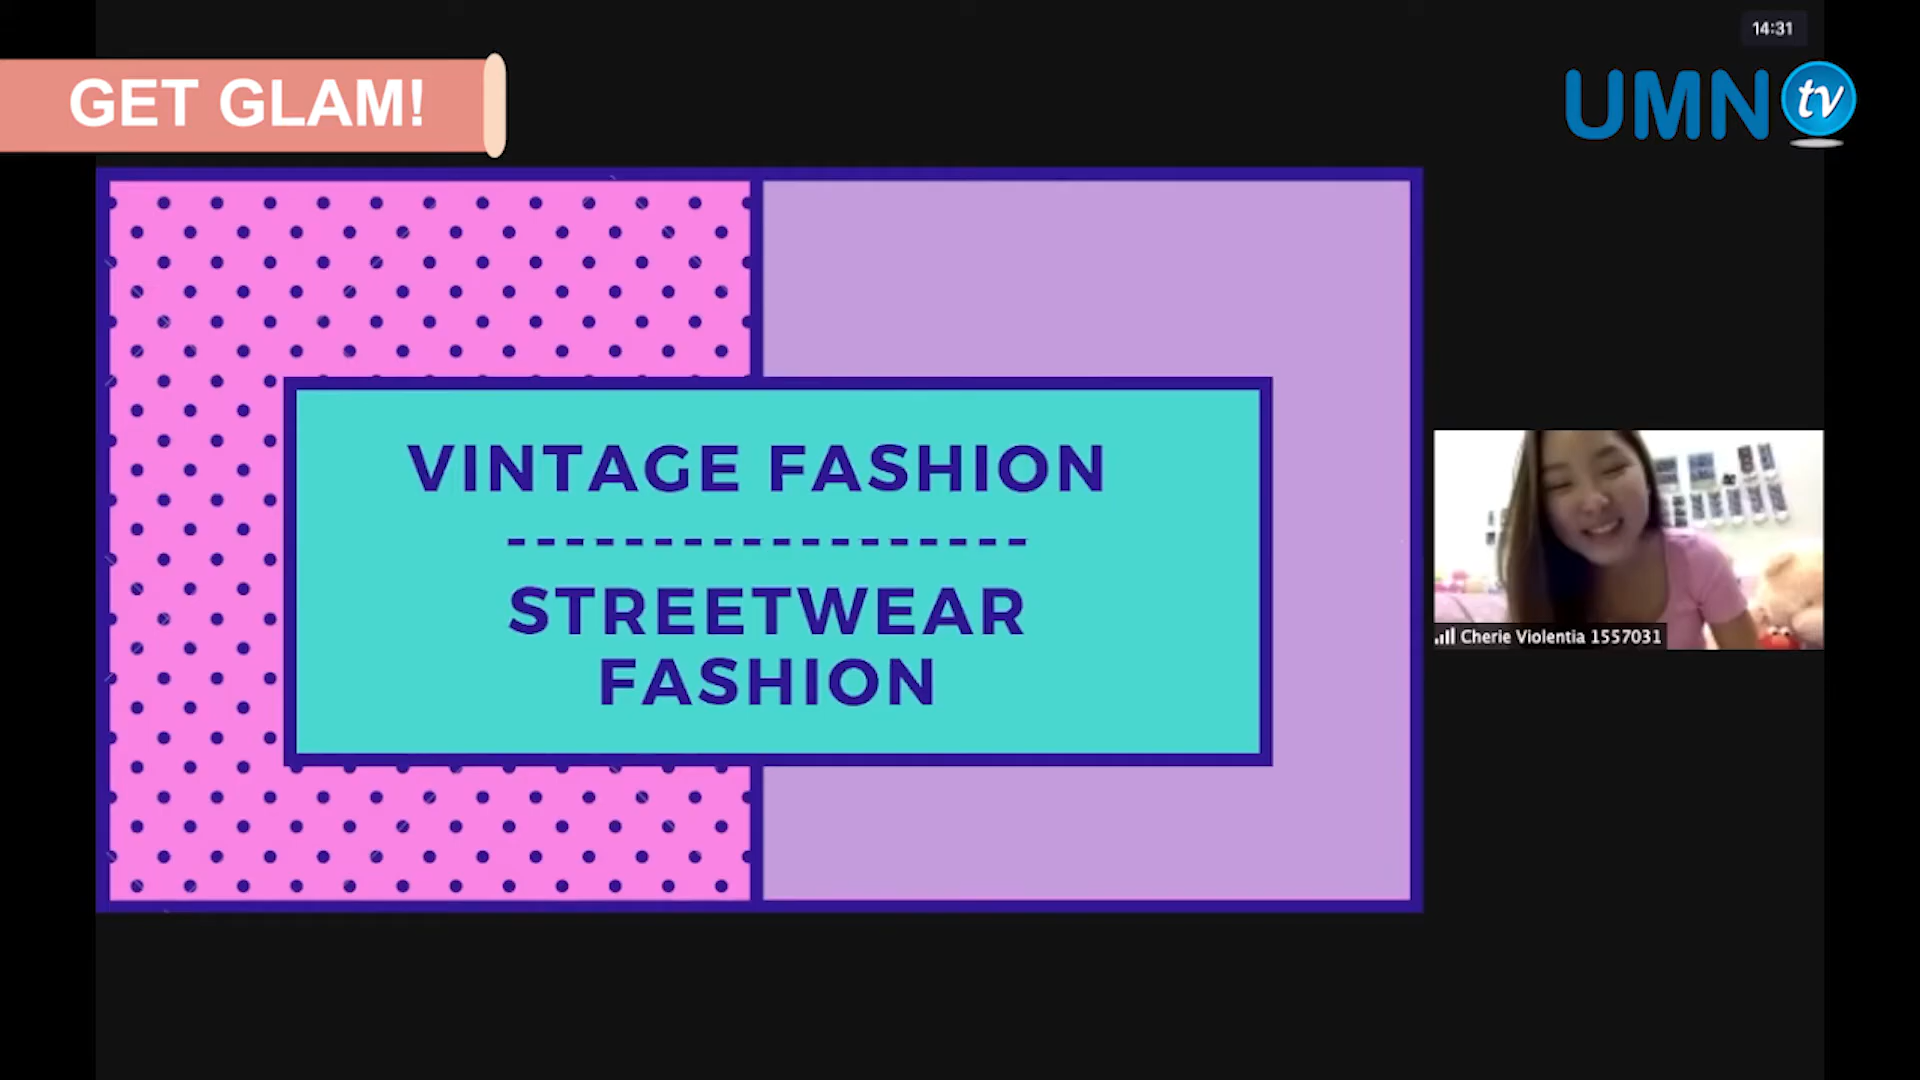 14:31
GET GLAM!
UMN tv
VINTAGE FASHION
STREETWEAR
FASHION
Cherie Violentia 1557031